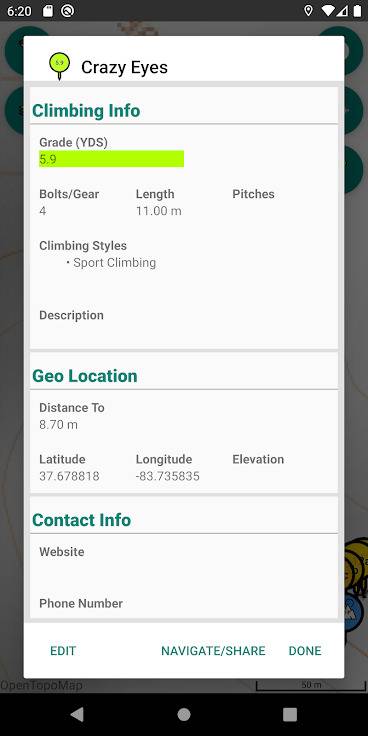 6:20
5.9
Crazy Eyes
Climbing Info
Grade (YDS)
5.9
Bolts/Gear Length Pitches
4 11.00 m
Climbing Styles
• Sport Climbing
Description
Geo Location
Distance To
8.70 m
Latitude Longitude Elevation
37.678818 -83.735835
Contact Info
Website
Phone Number
EDIT NAVIGATE/SHARE DONE
OpenTopoMap 50 m